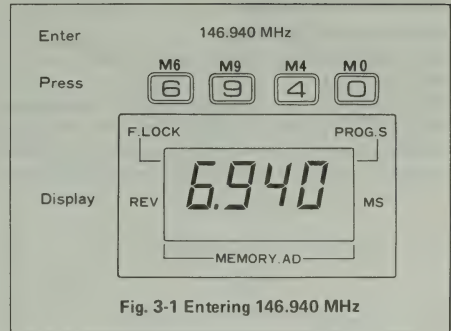 Enter 146.940 MHz
M6 M9 M4 M0
Press 6 9 4 0
F.LOCK PROG.S
Display REV 6.940 MS
MEMORY.AD
Fig. 3-1 Entering 146.940 MHz